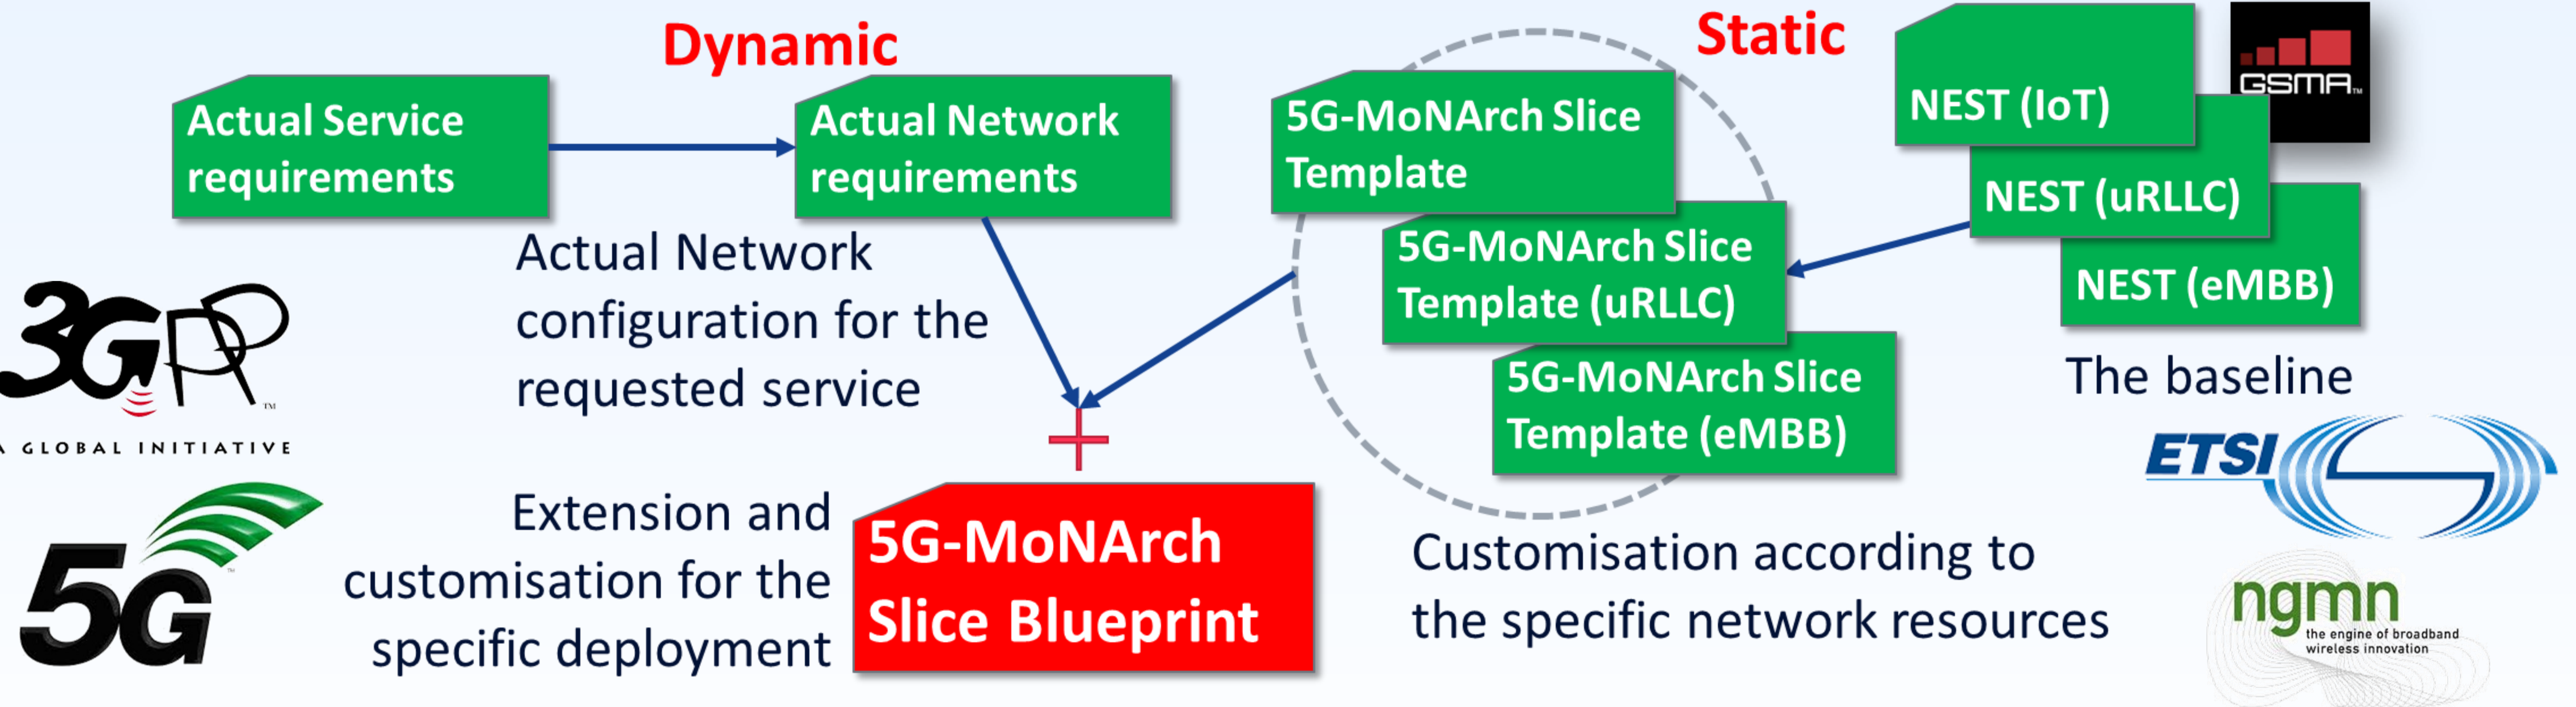 Dynamic
Static
Actual Service
requirements
Actual Network
requirements
Actual Network
configuration for the
requested service
Extension and
customisation for the
specific deployment
5G-MoNArch
Slice Blueprint
5G-MoNArch Slice
Template
5G-MoNArch Slice
Template (uRLLC)
5G-MoNArch Slice
Template (eMBB)
Customisation according to
the specific network resources
NEST (IoT)
NEST (uRLLC)
NEST (eMBB)
The baseline
GSMA™
3GPP™
A GLOBAL INITIATIVE
5G™
ETSI
ngmn
the engine of broadband
wireless innovation